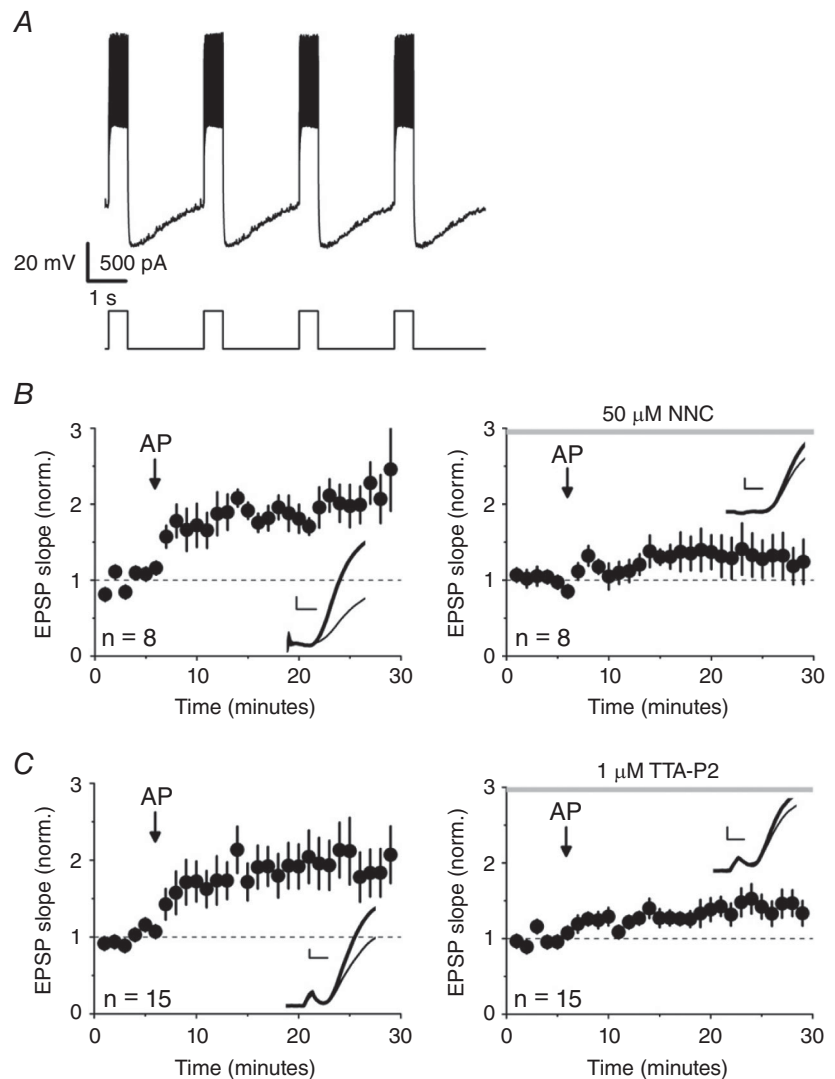 A
20 mV
500 pA
1 s
B
EPSP slope (norm.)
3
2
1
0
AP
n = 8
0 10 20 30
Time (minutes)
50 μM NNC
EPSP slope (norm.)
3
2
1
0
AP
n = 8
0 10 20 30
Time (minutes)
C
EPSP slope (norm.)
3
2
1
0
AP
n = 15
0 10 20 30
Time (minutes)
1 μM TTA-P2
EPSP slope (norm.)
3
2
1
0
AP
n = 15
0 10 20 30
Time (minutes)